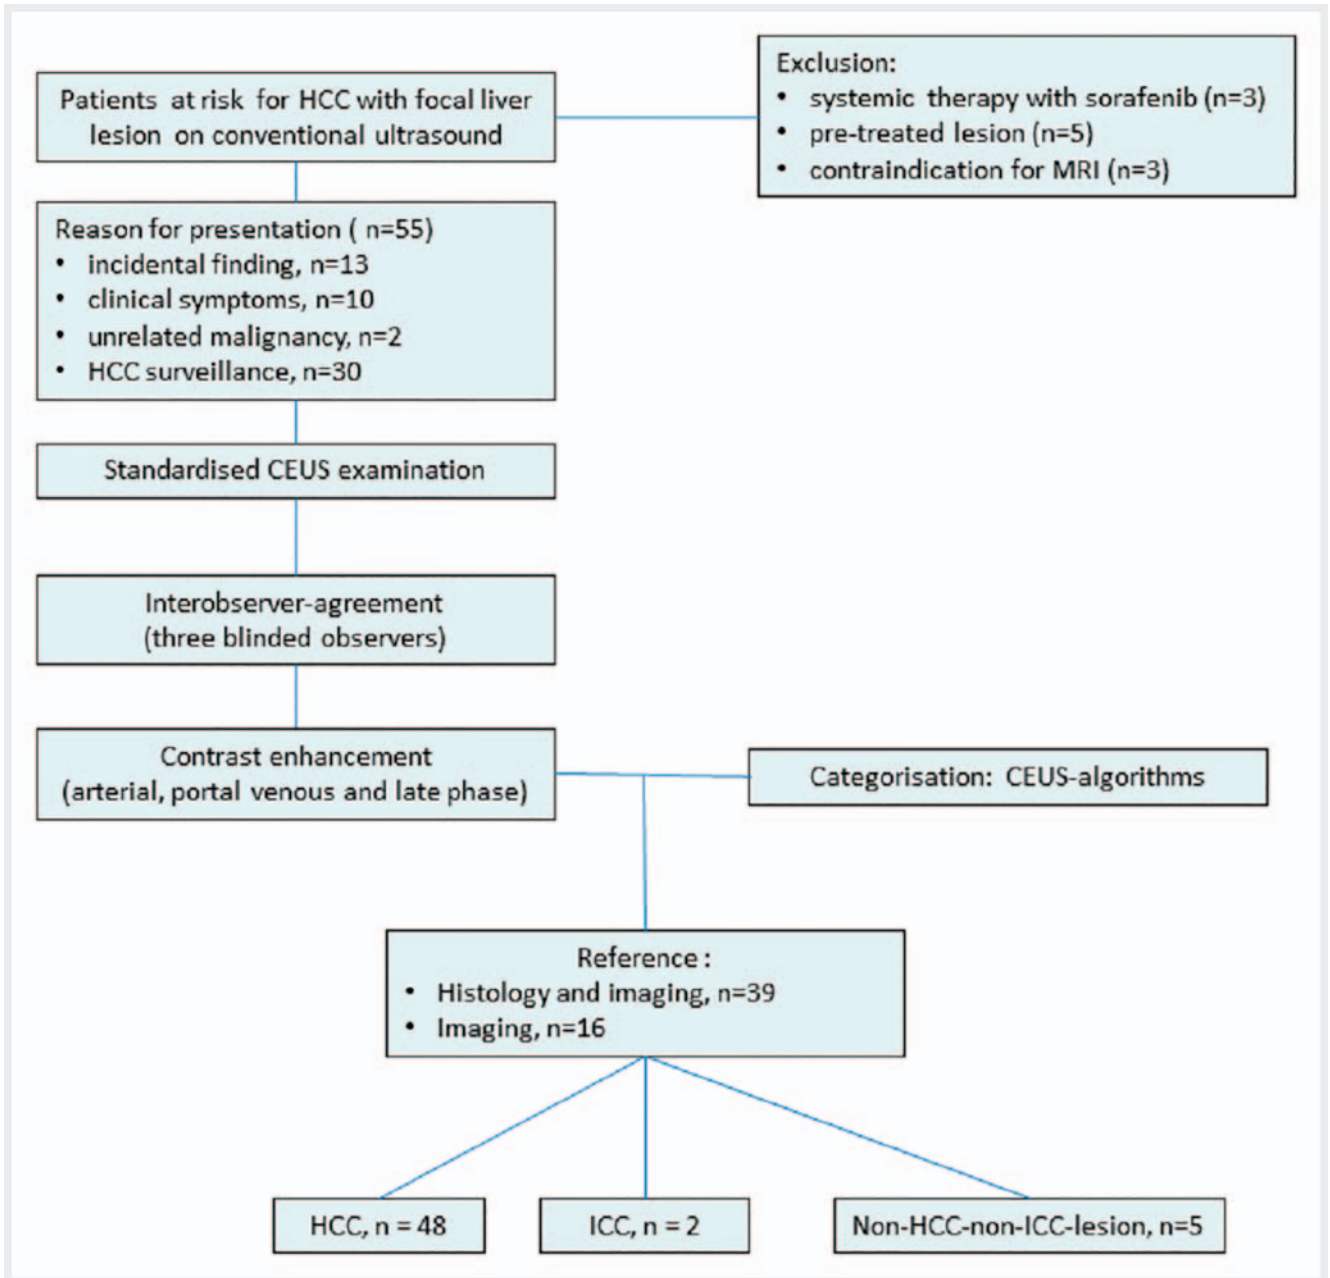 Patients at risk for HCC with focal liver
lesion on conventional ultrasound
Exclusion:
• systemic therapy with sorafenib (n=3)
• pre-treated lesion (n=5)
• contraindication for MRI (n=3)
Reason for presentation ( n=55)
• incidental finding, n=13
• clinical symptoms, n=10
• unrelated malignancy, n=2
• HCC surveillance, n=30
Standardised CEUS examination
Interobserver-agreement
(three blinded observers)
Contrast enhancement
(arterial, portal venous and late phase)
Categorisation: CEUS-algorithms
Reference :
• Histology and imaging, n=39
• Imaging, n=16
HCC, n = 48
ICC, n = 2
Non-HCC-non-ICC-lesion, n=5